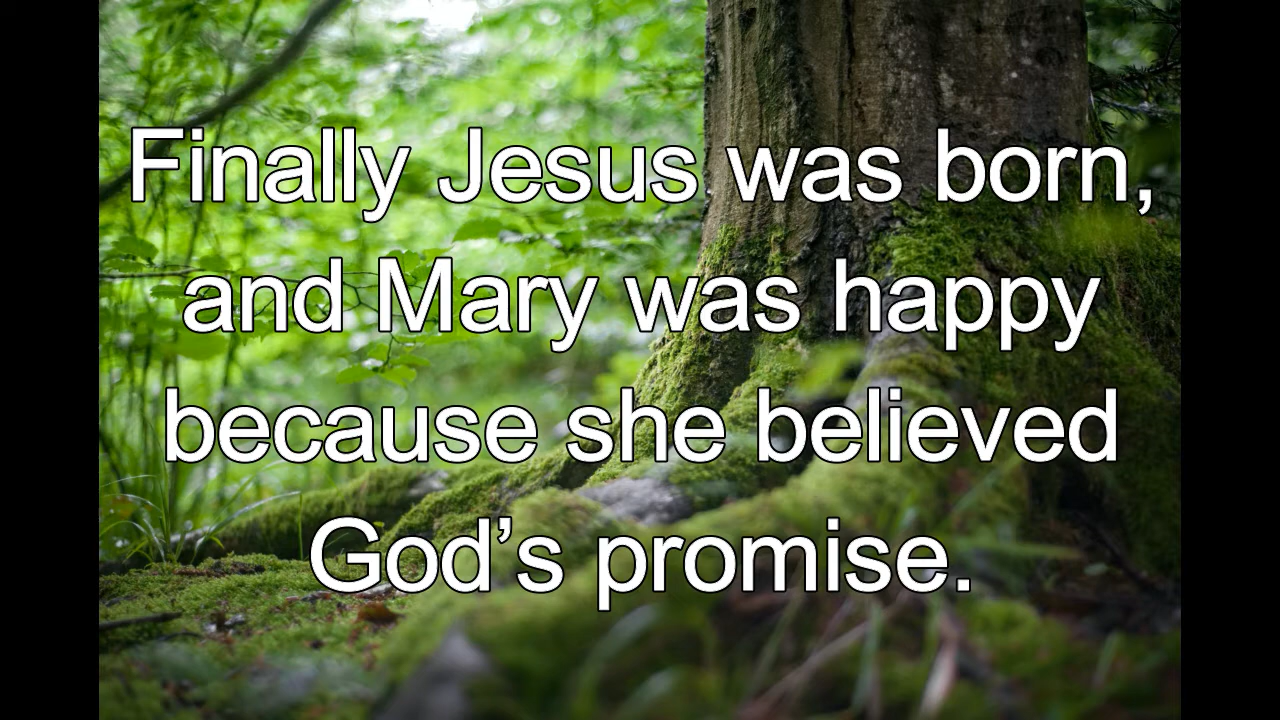 Finally Jesus was born,
and Mary was happy
because she believed
God’s promise.